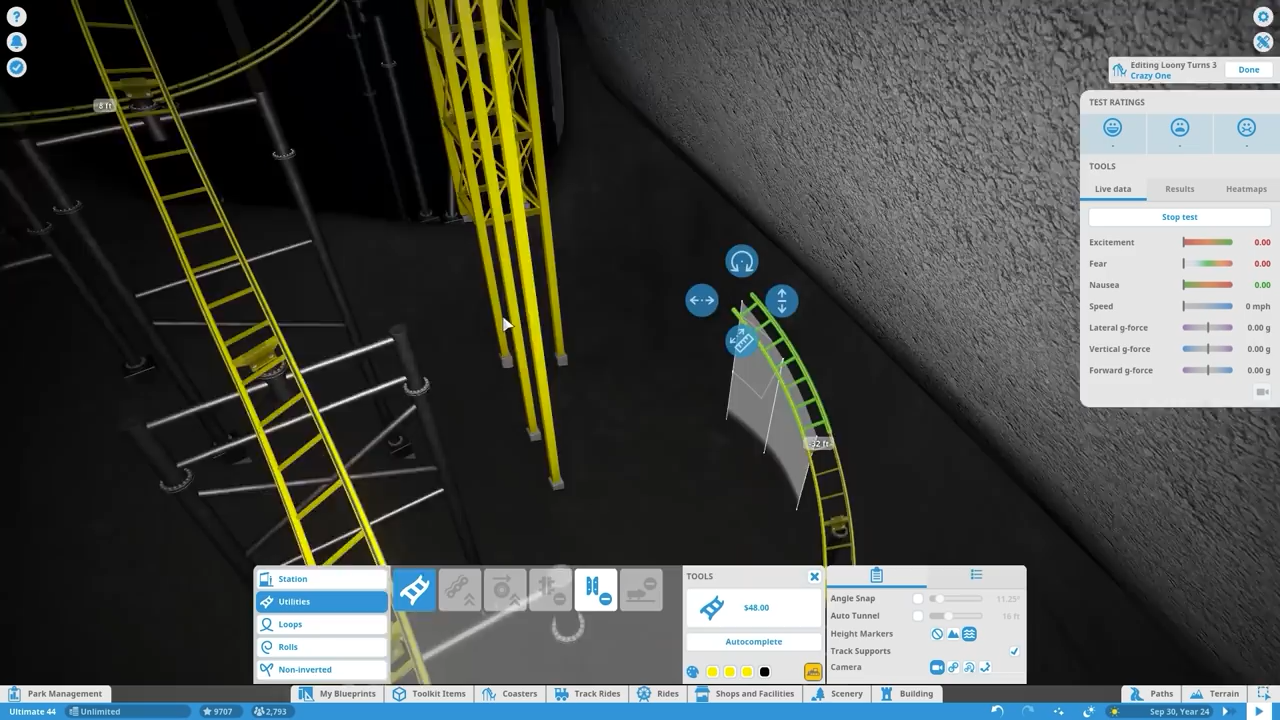 Editing Loony Turns 3
Crazy One
Done
TEST RATINGS
- - -
TOOLS
Live data Results Heatmaps
Stop test
Excitement 0.00
Fear 0.00
Nausea 0.00
Speed 0 mph
Lateral g-force 0.00 g
Vertical g-force 0.00 g
Forward g-force 0.00 g
8 ft
32 ft
Station
Utilities
Loops
Rolls
Non-inverted
TOOLS
$48.00
Autocomplete
Angle Snap 11.25°
Auto Tunnel 16 ft
Height Markers
Track Supports
Camera
Park Management My Blueprints Toolkit Items Coasters Track Rides Rides Shops and Facilities Scenery Building Paths Terrain
Ultimate 44 Unlimited 9707 2,793 Sep 30, Year 24